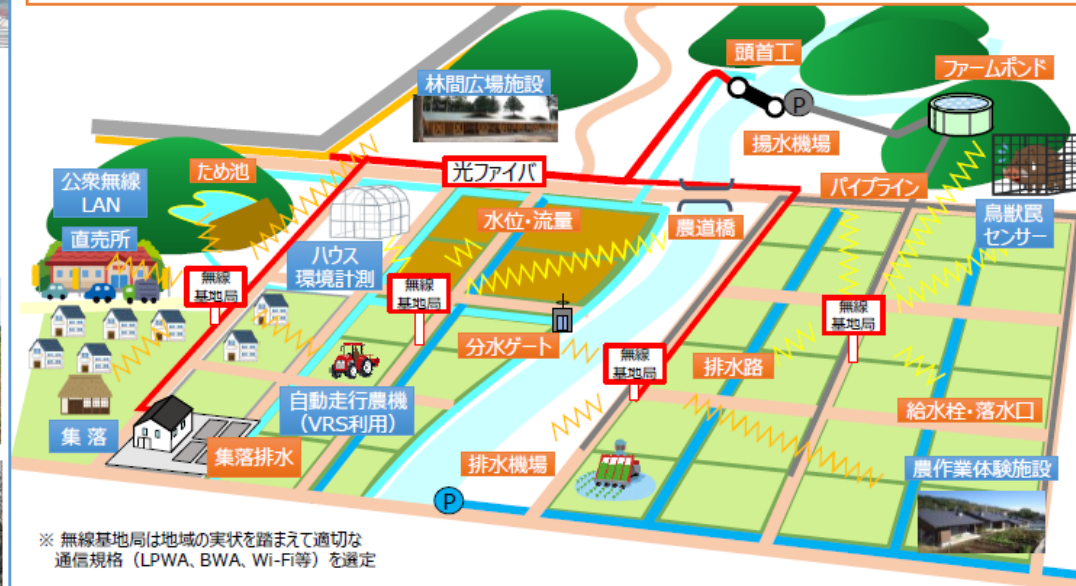 頭首工
ファームポンド
林間広場施設
P
揚水機場
ため池
公衆無線
LAN
光ファイバ
パイプライン
水位・流量
農道橋
鳥獣罠
センサー
直売所
ハウス
環境計測
無線
基地局
無線
基地局
無線
基地局
分水ゲート
無線
基地局
排水路
自動走行農機
(VRS利用)
給水栓・落水口
集 落
集落排水
排水機場
農作業体験施設
P
※ 無線基地局は地域の実状を踏まえて適切な
通信規格(LPWA、BWA、Wi-Fi等)を選定